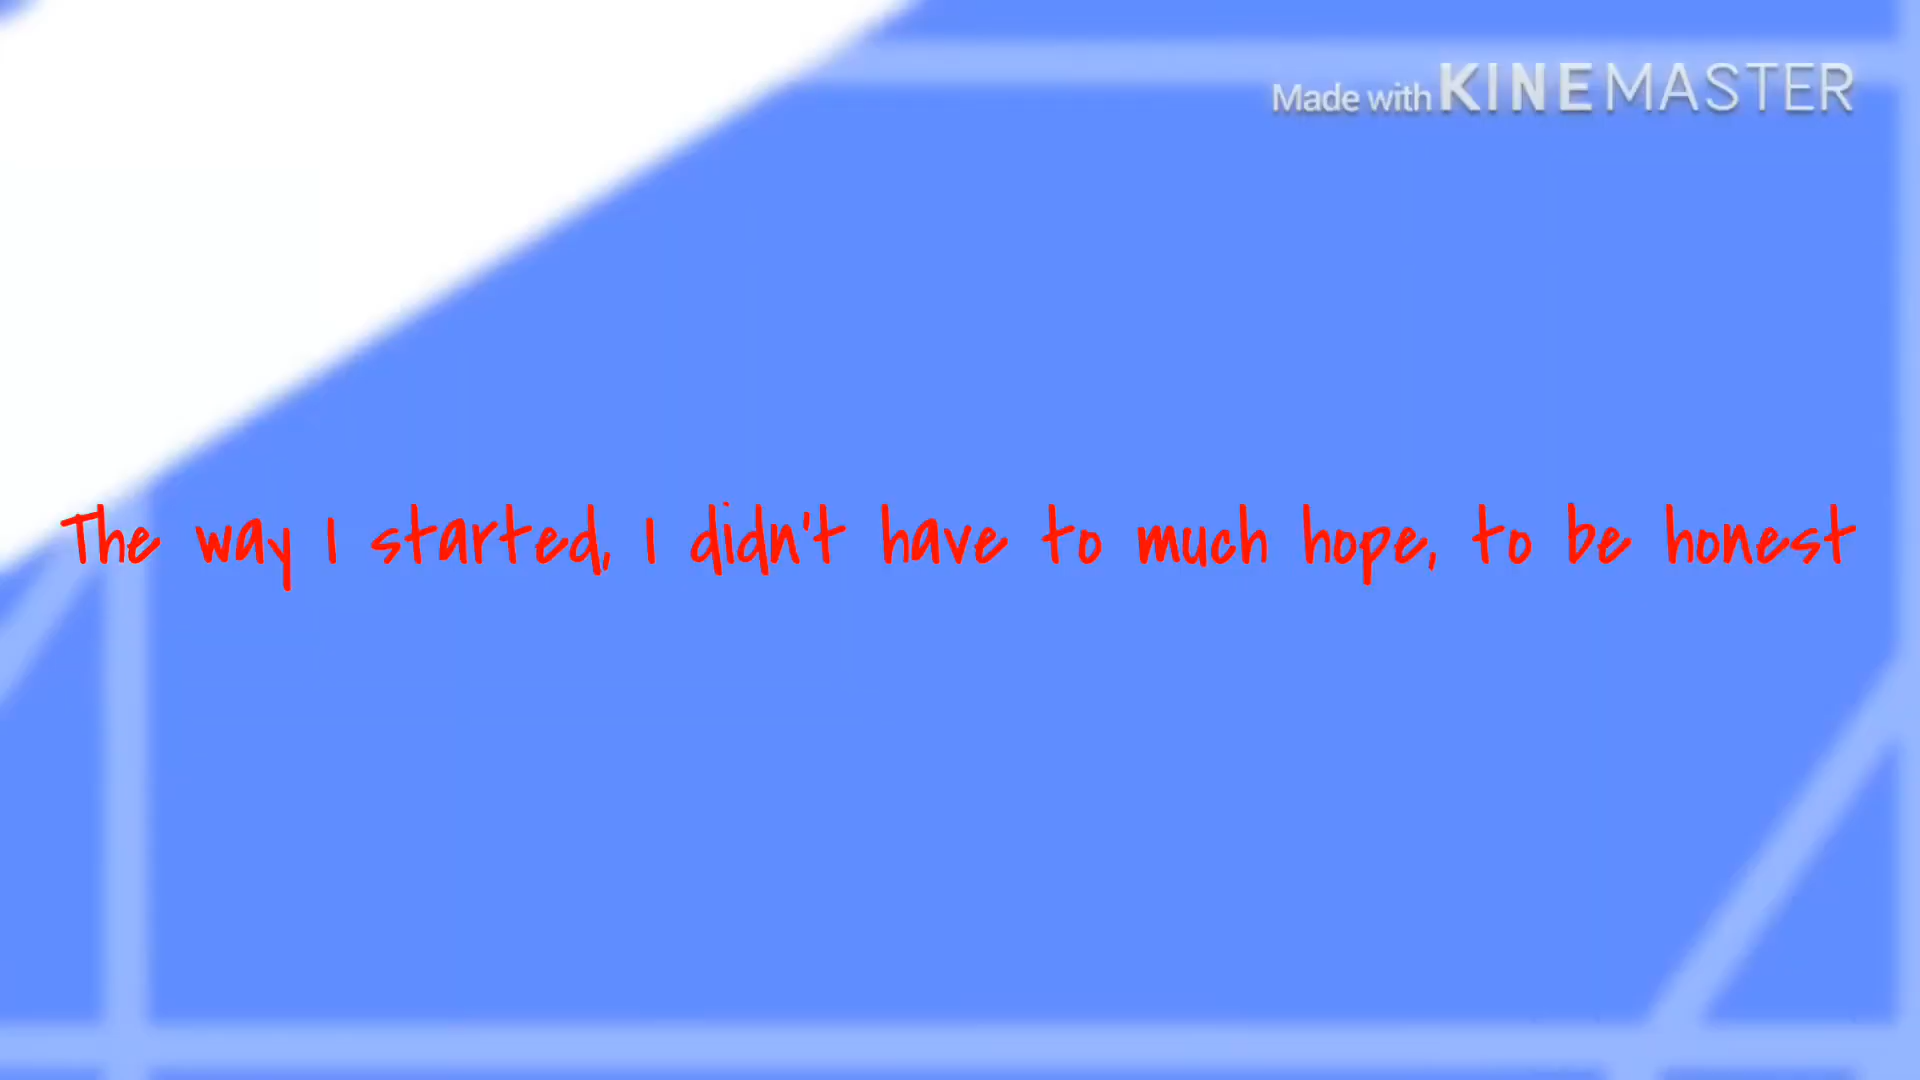 Made with KINEMASTER
The way I started, I didn't have to much hope, to be honest